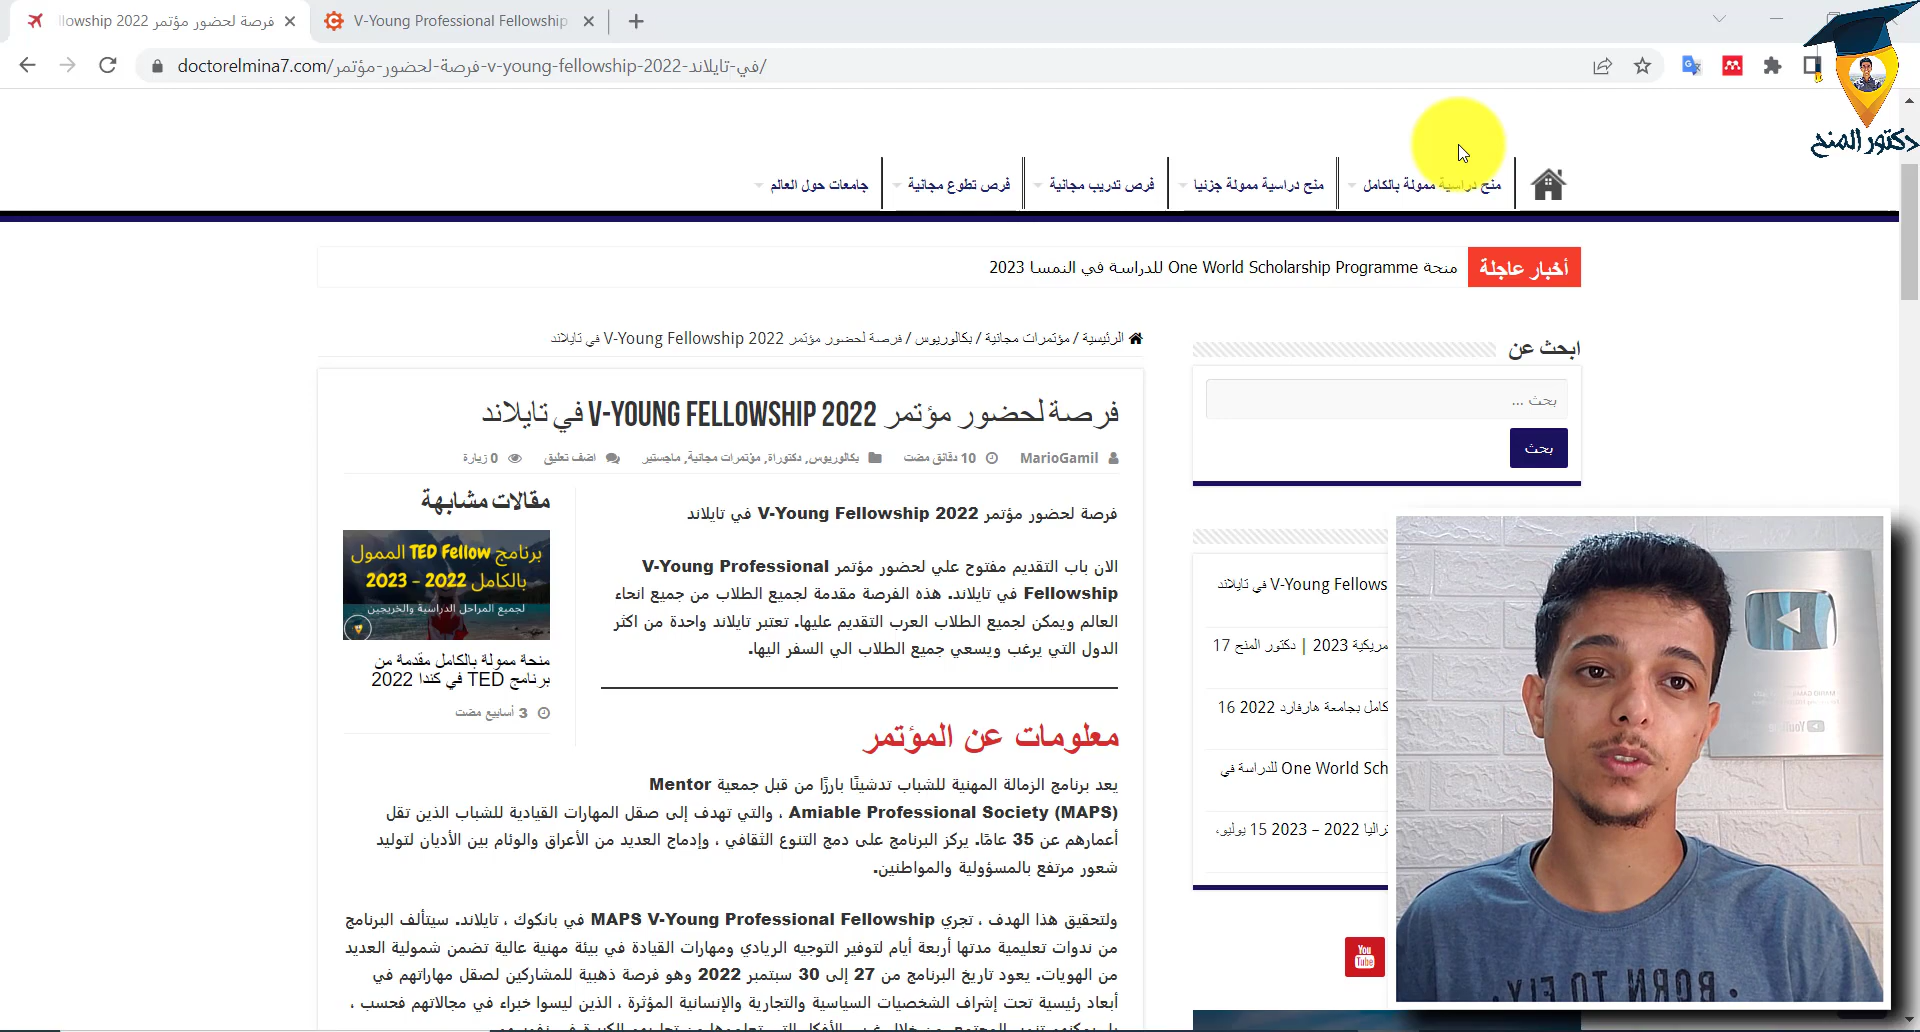 llowship 2022 فرصة لحضور مؤتمر
V-Young Professional Fellowship
doctorelmina7.com/فرصة-لحضور-مؤتمر-v-young-fellowship-2022-في-تايلاند/
دكتور المنح
منح دراسية ممولة بالكامل
منح دراسية ممولة جزئيا
فرص تدريب مجانية
فرص تطوع مجانية
جامعات حول العالم
أخبار عاجلة
منحة One World Scholarship Programme للدراسة في النمسا 2023
الرئيسية / مؤتمرات مجانية / بكالوريوس / فرصة لحضور مؤتمر V-Young Fellowship 2022 في تايلاند
فرصة لحضور مؤتمر V-YOUNG FELLOWSHIP 2022 في تايلاند
MarioGamil
10 دقائق مضت
بكالوريوس, دكتوراة, مؤتمرات مجانية, ماجستير
اضف تعليق
0 زيارة
فرصة لحضور مؤتمر V-Young Fellowship 2022 في تايلاند
الان باب التقديم مفتوح علي لحضور مؤتمر V-Young Professional
Fellowship في تايلاند. هذه الفرصة مقدمة لجميع الطلاب من جميع انحاء
العالم ويمكن لجميع الطلاب العرب التقديم عليها. تعتبر تايلاند واحدة من اكثر
الدول التي يرغب ويسعي جميع الطلاب الي السفر اليها.
معلومات عن المؤتمر
يعد برنامج الزمالة المهنية للشباب تدشينًا بارزًا من قبل جمعية Mentor
Amiable Professional Society (MAPS) ، والتي تهدف إلى صقل المهارات القيادية للشباب الذين تقل
أعمارهم عن 35 عامًا. يركز البرنامج على دمج التنوع الثقافي ، وإدماج العديد من الأعراق والوئام بين الأديان لتوليد
شعور مرتفع بالمسؤولية والمواطنين.
ولتحقيق هذا الهدف ، تجري MAPS V-Young Professional Fellowship في بانكوك ، تايلاند. سيتألف البرنامج
من ندوات تعليمية مدتها أربعة أيام لتوفير التوجيه الريادي ومهارات القيادة في بيئة مهنية عالية تضمن شمولية العديد
من الهويات. يعود تاريخ البرنامج من 27 إلى 30 سبتمبر 2022 وهو فرصة ذهبية للمشاركين لصقل مهاراتهم في
أبعاد رئيسية تحت إشراف الشخصيات السياسية والتجارية والإنسانية المؤثرة ، الذين ليسوا خبراء في مجالاتهم فحسب ،
مقالات مشابهة
برنامج TED Fellow الممول
بالكامل 2022 - 2023
لجميع المراحل الدراسية والخريجين
منحة ممولة بالكامل مقدمة من
برنامج TED في كندا 2022
3 أسابيع مضت
ابحث عن
بحث ...
بحث
V-Young Fellows في تايلاند
مريكية 2023 | دكتور المنح 17
كامل بجامعة هارفارد 2022 16
One World Sch للدراسة في
تراليا 2022 – 2023 15 يوليو،
You
Tube
YouTube
BORN TO FLY